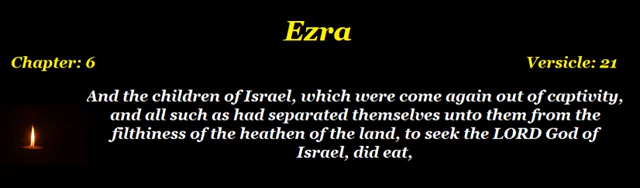 Ezra
Chapter: 6
Versicle: 21
And the children of Israel, which were come again out of captivity,
and all such as had separated themselves unto them from the
filthiness of the heathen of the land, to seek the LORD God of
Israel, did eat,